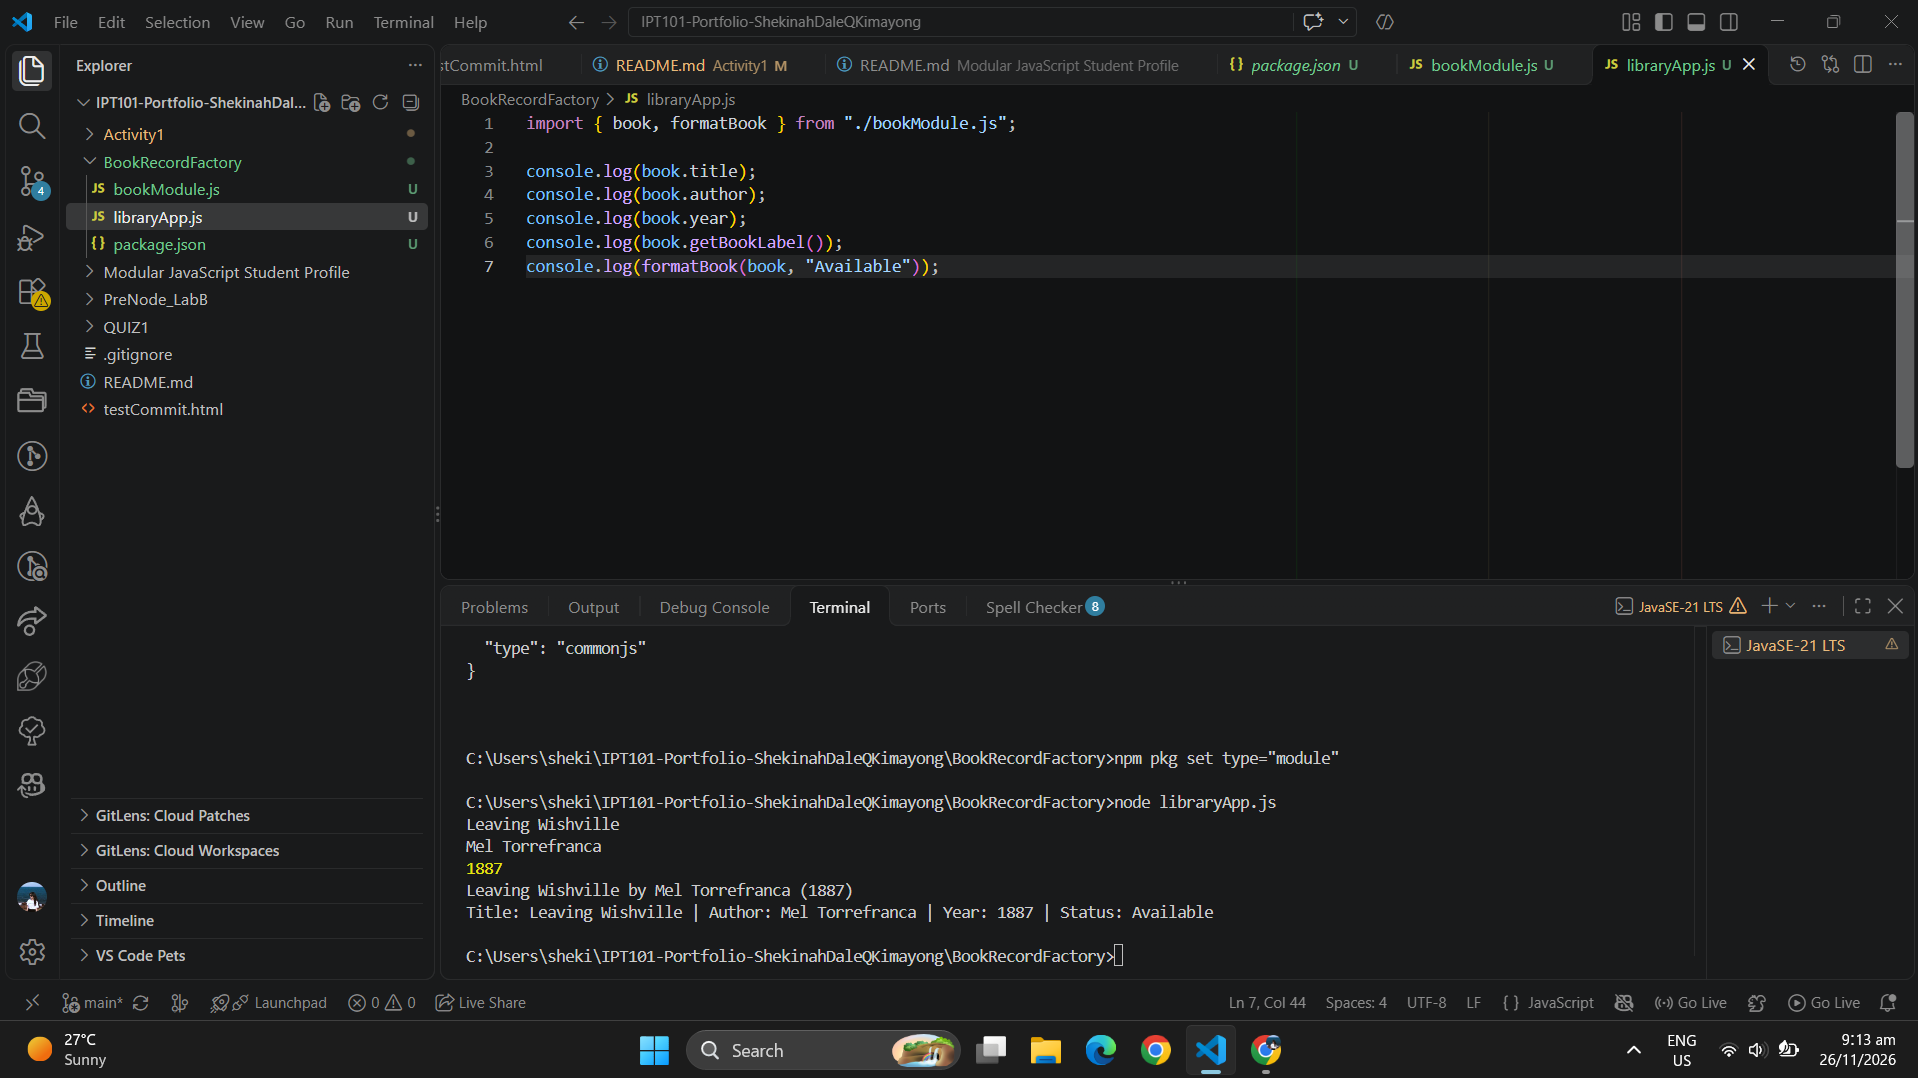 File Edit Selection View Go Run Terminal Help
IPT101-Portfolio-ShekinahDaleQKimayong
Explorer
IPT101-Portfolio-ShekinahDal...
Activity1
BookRecordFactory
JS bookModule.js U
JS libraryApp.js U
{} package.json U
Modular JavaScript Student Profile
PreNode_LabB
QUIZ1
.gitignore
README.md
testCommit.html
4
GitLens: Cloud Patches
GitLens: Cloud Workspaces
Outline
Timeline
VS Code Pets
stCommit.html
README.md Activity1 M
README.md Modular JavaScript Student Profile
{} package.json U
JS bookModule.js U
JS libraryApp.js U
BookRecordFactory > JS libraryApp.js
1 import { book, formatBook } from "./bookModule.js";
2
3 console.log(book.title);
4 console.log(book.author);
5 console.log(book.year);
6 console.log(book.getBookLabel());
7 console.log(formatBook(book, "Available"));
Problems Output Debug Console Terminal Ports Spell Checker 8
JavaSE-21 LTS
JavaSE-21 LTS
"type": "commonjs"
}
C:\Users\sheki\IPT101-Portfolio-ShekinahDaleQKimayong\BookRecordFactory>npm pkg set type="module"
C:\Users\sheki\IPT101-Portfolio-ShekinahDaleQKimayong\BookRecordFactory>node libraryApp.js
Leaving Wishville
Mel Torrefranca
1887
Leaving Wishville by Mel Torrefranca (1887)
Title: Leaving Wishville | Author: Mel Torrefranca | Year: 1887 | Status: Available
C:\Users\sheki\IPT101-Portfolio-ShekinahDaleQKimayong\BookRecordFactory>
main* Launchpad 0 0 Live Share
Ln 7, Col 44 Spaces: 4 UTF-8 LF {} JavaScript Go Live Go Live
27°C
Sunny
Search
ENG
US
9:13 am
26/11/2026